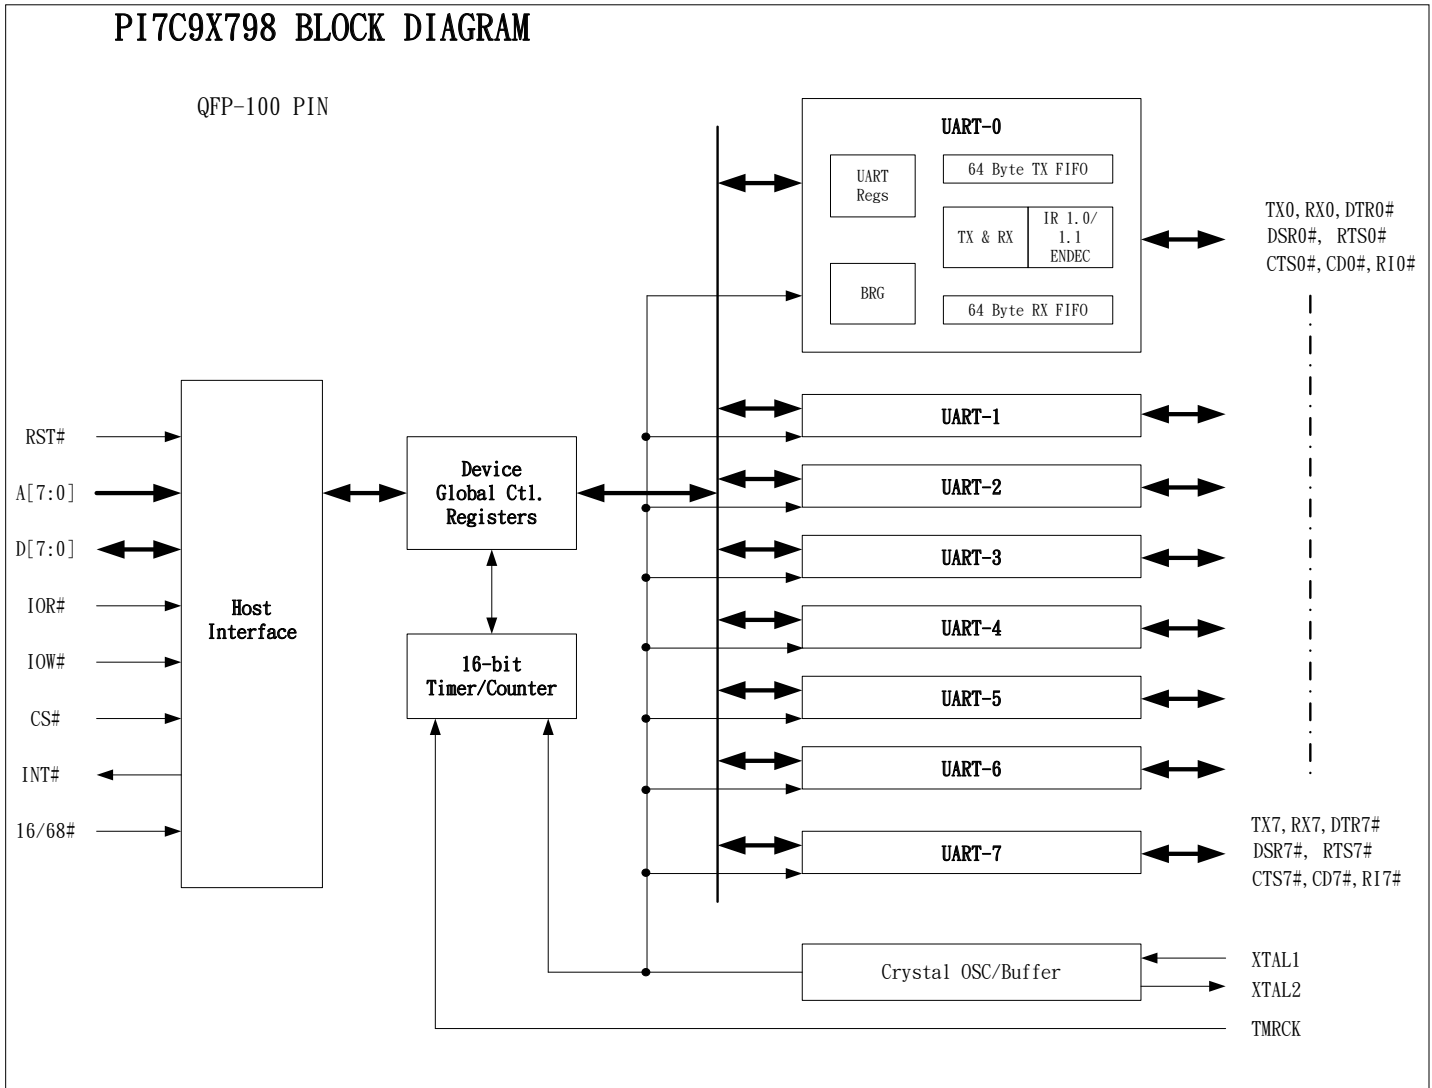 PI7C9X798 BLOCK DIAGRAM
QFP-100 PIN
UART-0
UART
Regs
64 Byte TX FIFO
TX & RX
IR 1.0/
1.1
ENDEC
BRG
64 Byte RX FIFO
TX0, RX0, DTR0#
DSR0#, RTS0#
CTS0#, CD0#, RI0#
RST#
A[7:0]
D[7:0]
IOR#
IOW#
CS#
INT#
16/68#
Host
Interface
Device
Global Ctl.
Registers
16-bit
Timer/Counter
UART-1
UART-2
UART-3
UART-4
UART-5
UART-6
UART-7
TX7, RX7, DTR7#
DSR7#, RTS7#
CTS7#, CD7#, RI7#
Crystal OSC/Buffer
XTAL1
XTAL2
TMRCK